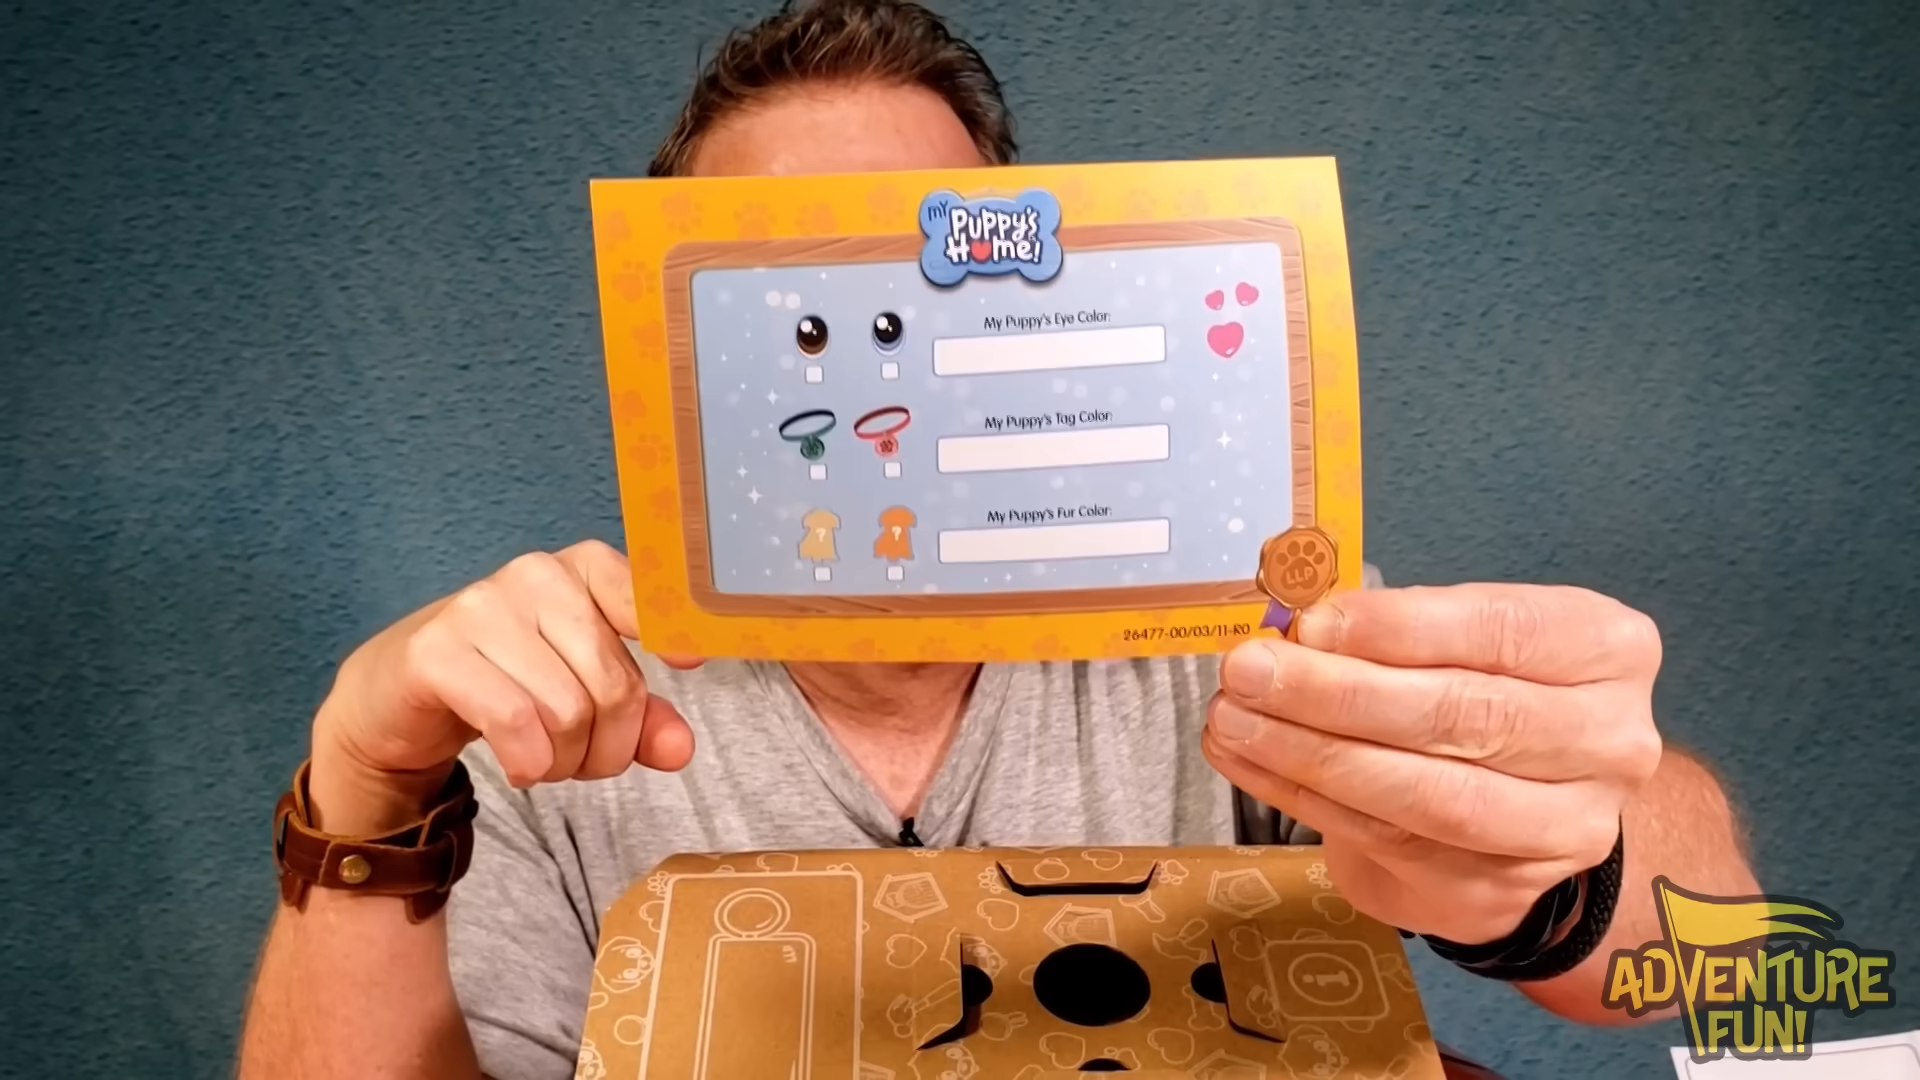 MY
Puppy's
Home!
My Puppy's Eye Color:
My Puppy's Tag Color:
My Puppy's Fur Color:
? ?
LLP
26477-00/03/11-R0
i
ADVENTURE
FUN!